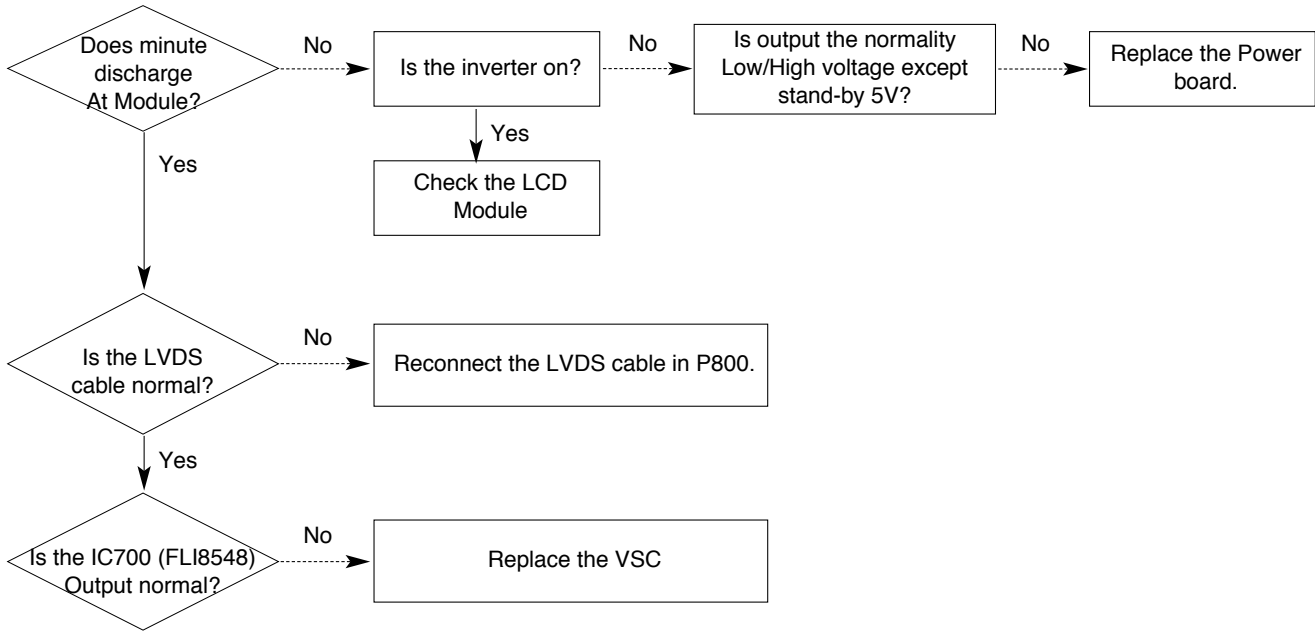 Does minute
discharge
At Module?
No
Is the inverter on?
No
Is output the normality
Low/High voltage except
stand-by 5V?
No
Replace the Power
board.
Yes
Yes
Check the LCD
Module
Is the LVDS
cable normal?
No
Reconnect the LVDS cable in P800.
Yes
Is the IC700 (FLI8548)
Output normal?
No
Replace the VSC